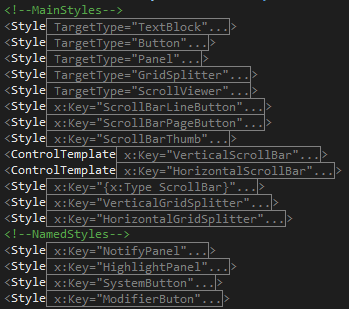 <!--MainStyles-->
<Style TargetType="TextBlock"...>
<Style TargetType="Button"...>
<Style TargetType="Panel"...>
<Style TargetType="GridSplitter"...>
<Style TargetType="ScrollViewer"...>
<Style x:Key="ScrollBarLineButton"...>
<Style x:Key="ScrollBarPageButton"...>
<Style x:Key="ScrollBarThumb"...>
<ControlTemplate x:Key="VerticalScrollBar"...>
<ControlTemplate x:Key="HorizontalScrollBar"...>
<Style x:Key="{x:Type ScrollBar}"...>
<Style x:Key="VerticalGridSplitter"...>
<Style x:Key="HorizontalGridSplitter"...>
<!--NamedStyles-->
<Style x:Key="NotifyPanel"...>
<Style x:Key="HighlightPanel"...>
<Style x:Key="SystemButton"...>
<Style x:Key="ModifierButon"...>